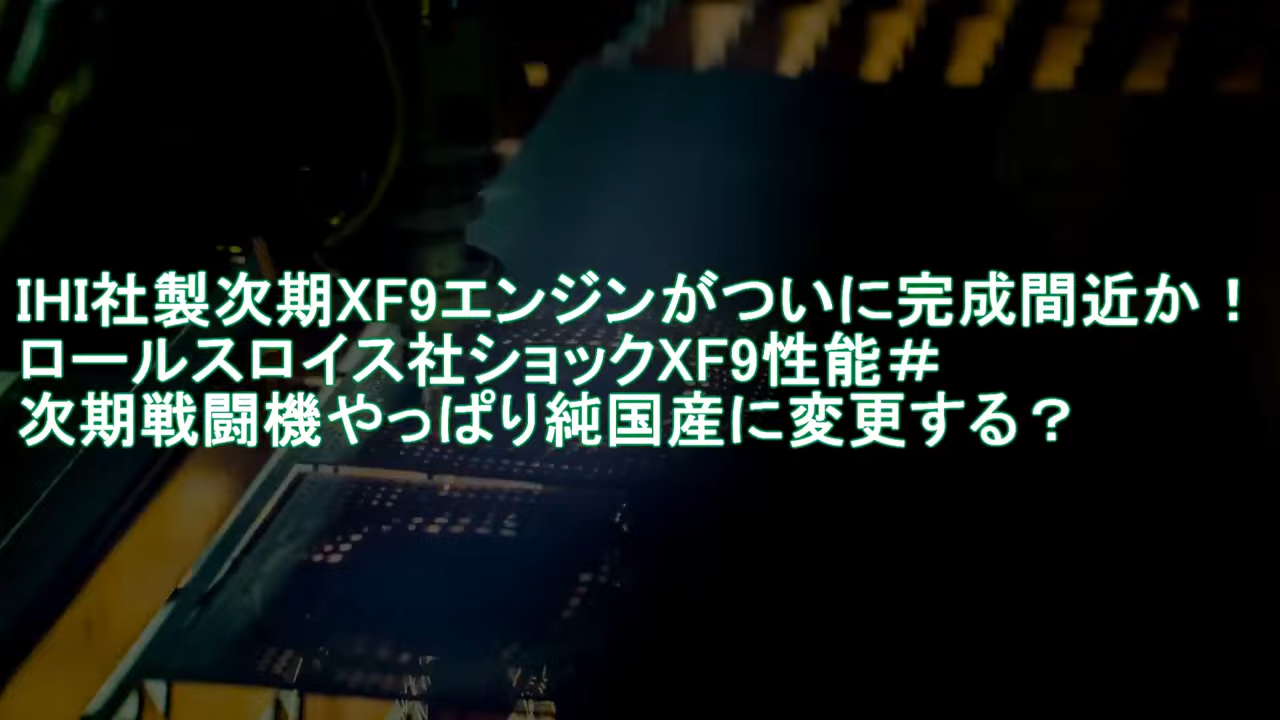 IHI社製次期XF9エンジンがついに完成間近か！
ロールスロイス社ショックXF9性能＃
次期戦闘機やっぱり純国産に変更する？